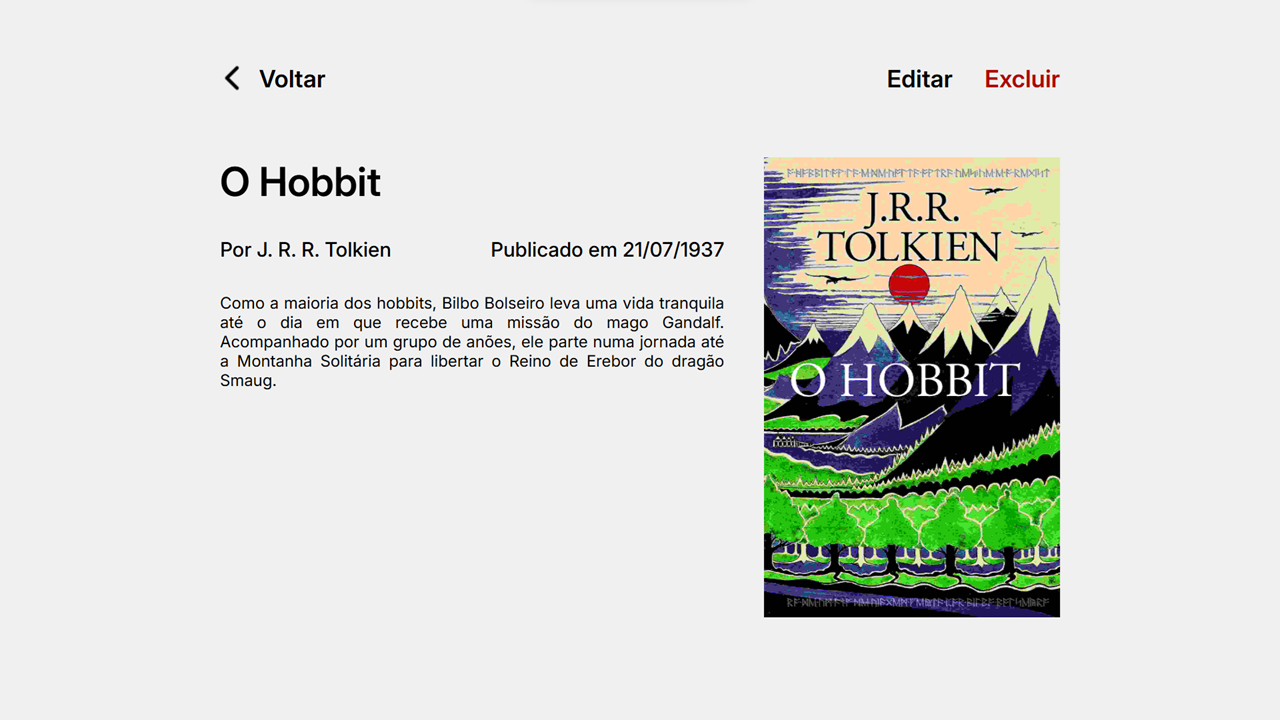 Voltar
Editar
Excluir
O Hobbit
Por J. R. R. Tolkien
Publicado em 21/07/1937
Como a maioria dos hobbits, Bilbo Bolseiro leva uma vida tranquila
até o dia em que recebe uma missão do mago Gandalf.
Acompanhado por um grupo de anões, ele parte numa jornada até
a Montanha Solitária para libertar o Reino de Erebor do dragão
Smaug.
J.R.R.
TOLKIEN
O HOBBIT